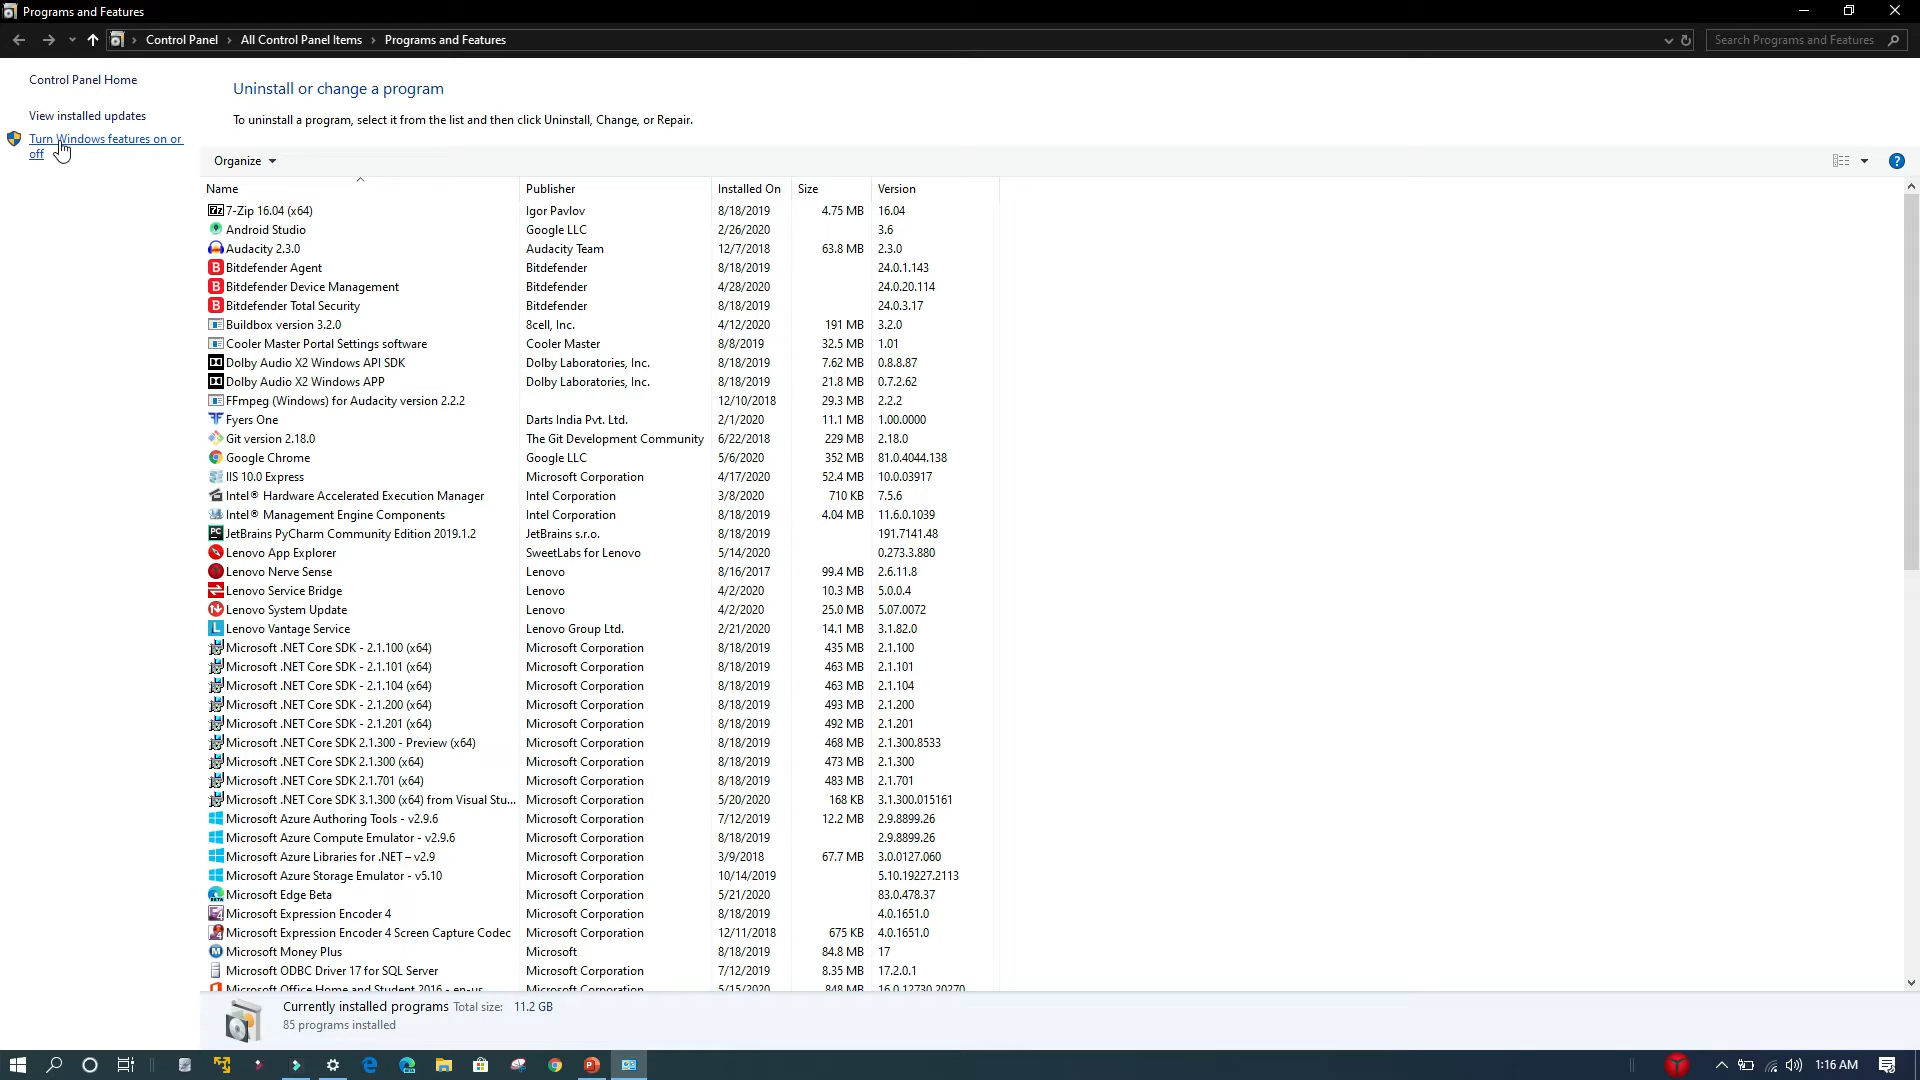 Programs and Features
Control Panel > All Control Panel Items > Programs and Features
Search Programs and Features
Control Panel Home
View installed updates
Turn Windows features on or
off
Uninstall or change a program
To uninstall a program, select it from the list and then click Uninstall, Change, or Repair.
Organize
Name Publisher Installed On Size Version
7-Zip 16.04 (x64) Igor Pavlov 8/18/2019 4.75 MB 16.04
Android Studio Google LLC 2/26/2020 3.6
Audacity 2.3.0 Audacity Team 12/7/2018 63.8 MB 2.3.0
Bitdefender Agent Bitdefender 8/18/2019 24.0.1.143
Bitdefender Device Management Bitdefender 4/28/2020 24.0.20.114
Bitdefender Total Security Bitdefender 8/18/2019 24.0.3.17
Buildbox version 3.2.0 8cell, Inc. 4/12/2020 191 MB 3.2.0
Cooler Master Portal Settings software Cooler Master 8/8/2019 32.5 MB 1.01
Dolby Audio X2 Windows API SDK Dolby Laboratories, Inc. 8/18/2019 7.62 MB 0.8.8.87
Dolby Audio X2 Windows APP Dolby Laboratories, Inc. 8/18/2019 21.8 MB 0.7.2.62
FFmpeg (Windows) for Audacity version 2.2.2 12/10/2018 29.3 MB 2.2.2
Fyers One Darts India Pvt. Ltd. 2/1/2020 11.1 MB 1.00.0000
Git version 2.18.0 The Git Development Community 6/22/2018 229 MB 2.18.0
Google Chrome Google LLC 5/6/2020 352 MB 81.0.4044.138
IIS 10.0 Express Microsoft Corporation 4/17/2020 52.4 MB 10.0.03917
Intel® Hardware Accelerated Execution Manager Intel Corporation 3/8/2020 710 KB 7.5.6
Intel® Management Engine Components Intel Corporation 8/18/2019 4.04 MB 11.6.0.1039
JetBrains PyCharm Community Edition 2019.1.2 JetBrains s.r.o. 8/18/2019 191.7141.48
Lenovo App Explorer SweetLabs for Lenovo 5/14/2020 0.273.3.880
Lenovo Nerve Sense Lenovo 8/16/2017 99.4 MB 2.6.11.8
Lenovo Service Bridge Lenovo 4/2/2020 10.3 MB 5.0.0.4
Lenovo System Update Lenovo 4/2/2020 25.0 MB 5.07.0072
Lenovo Vantage Service Lenovo Group Ltd. 2/21/2020 14.1 MB 3.1.82.0
Microsoft .NET Core SDK - 2.1.100 (x64) Microsoft Corporation 8/18/2019 435 MB 2.1.100
Microsoft .NET Core SDK - 2.1.101 (x64) Microsoft Corporation 8/18/2019 463 MB 2.1.101
Microsoft .NET Core SDK - 2.1.104 (x64) Microsoft Corporation 8/18/2019 463 MB 2.1.104
Microsoft .NET Core SDK - 2.1.200 (x64) Microsoft Corporation 8/18/2019 493 MB 2.1.200
Microsoft .NET Core SDK - 2.1.201 (x64) Microsoft Corporation 8/18/2019 492 MB 2.1.201
Microsoft .NET Core SDK 2.1.300 - Preview (x64) Microsoft Corporation 8/18/2019 468 MB 2.1.300.8533
Microsoft .NET Core SDK 2.1.300 (x64) Microsoft Corporation 8/18/2019 473 MB 2.1.300
Microsoft .NET Core SDK 2.1.701 (x64) Microsoft Corporation 8/18/2019 483 MB 2.1.701
Microsoft .NET Core SDK 3.1.300 (x64) from Visual Stu... Microsoft Corporation 5/20/2020 168 KB 3.1.300.015161
Microsoft Azure Authoring Tools - v2.9.6 Microsoft Corporation 7/12/2019 12.2 MB 2.9.8899.26
Microsoft Azure Compute Emulator - v2.9.6 Microsoft Corporation 8/18/2019 2.9.8899.26
Microsoft Azure Libraries for .NET – v2.9 Microsoft Corporation 3/9/2018 67.7 MB 3.0.0127.060
Microsoft Azure Storage Emulator - v5.10 Microsoft Corporation 10/14/2019 5.10.19227.2113
Microsoft Edge Beta Microsoft Corporation 5/21/2020 83.0.478.37
Microsoft Expression Encoder 4 Microsoft Corporation 8/18/2019 4.0.1651.0
Microsoft Expression Encoder 4 Screen Capture Codec Microsoft Corporation 12/11/2018 675 KB 4.0.1651.0
Microsoft Money Plus Microsoft 8/18/2019 84.8 MB 17
Microsoft ODBC Driver 17 for SQL Server Microsoft Corporation 7/12/2019 8.35 MB 17.2.0.1
Microsoft Office Home and Student 2016 - en-us Microsoft Corporation 5/15/2020 848 MB 16.0.12730.20270
Currently installed programs Total size: 11.2 GB
85 programs installed
1:16 AM